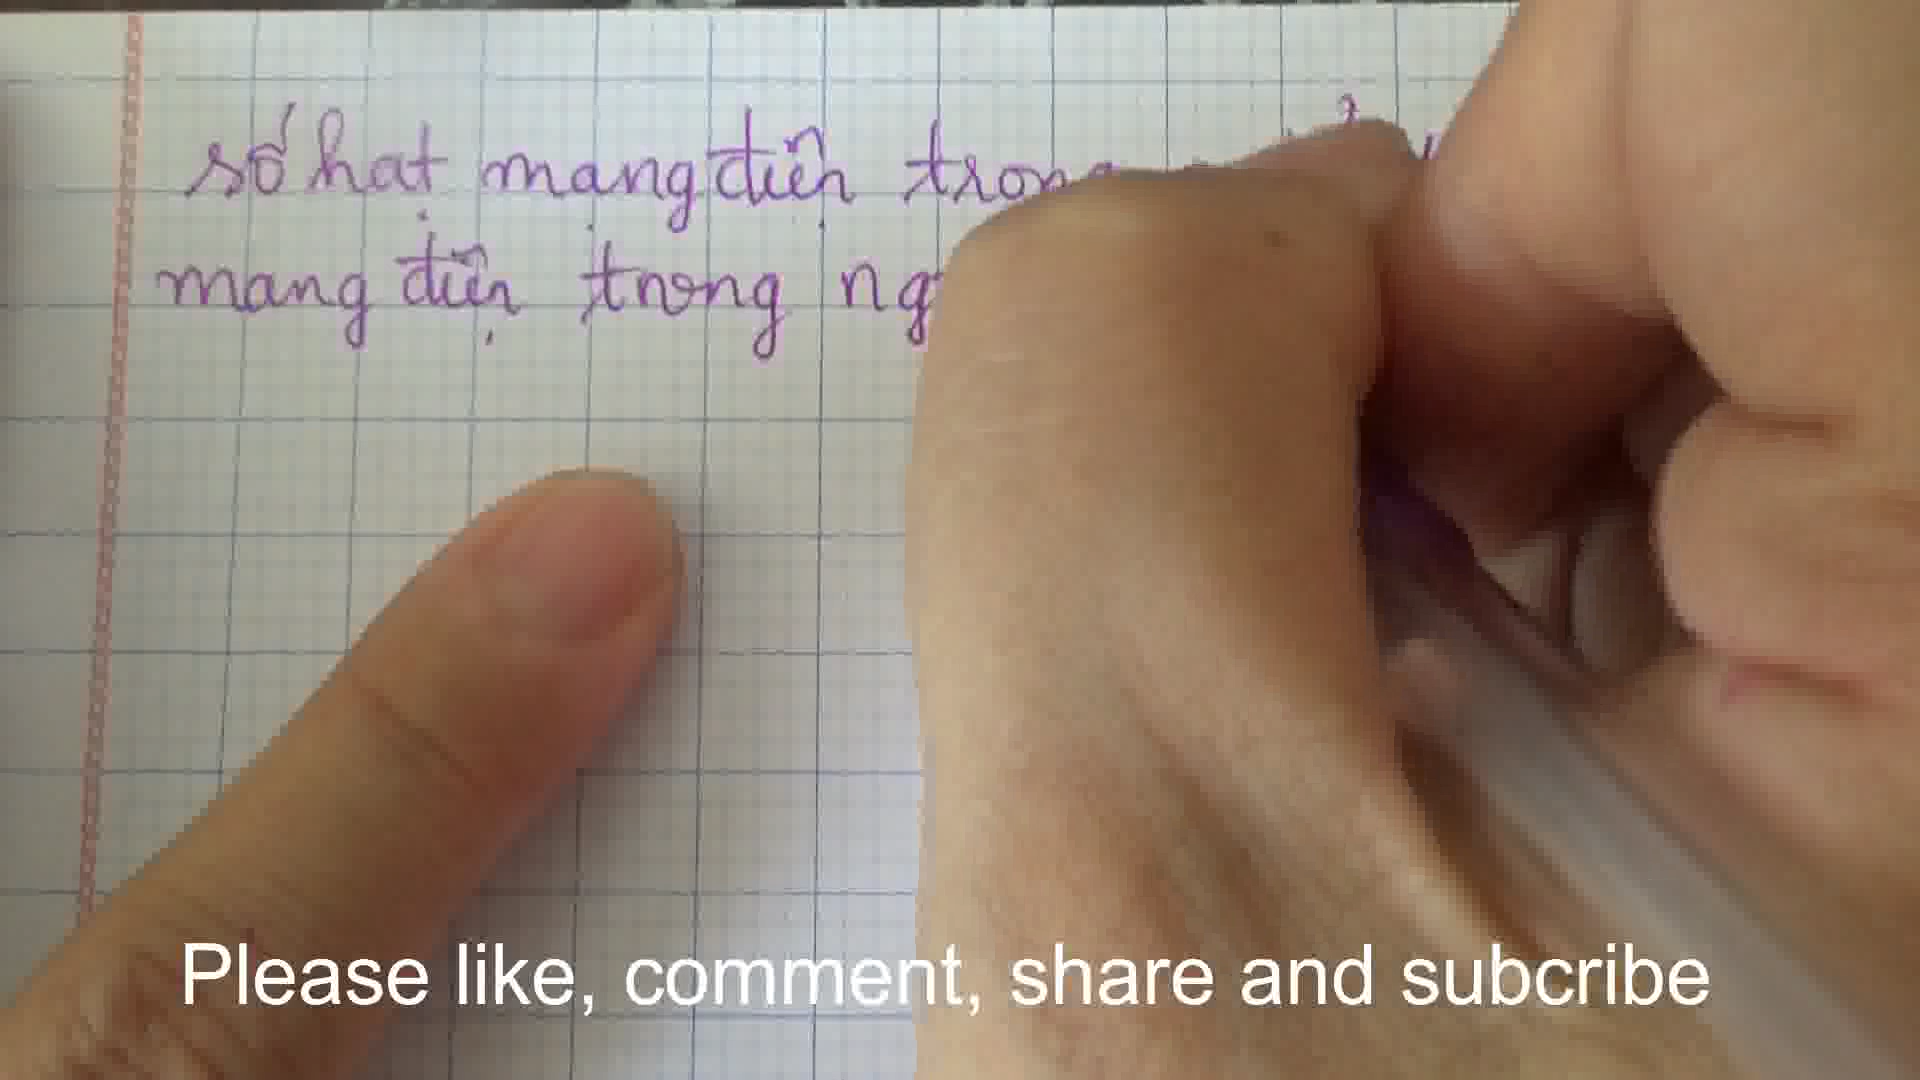 số hạt mang điện trong
mang điện trong
Please like, comment, share and subcribe